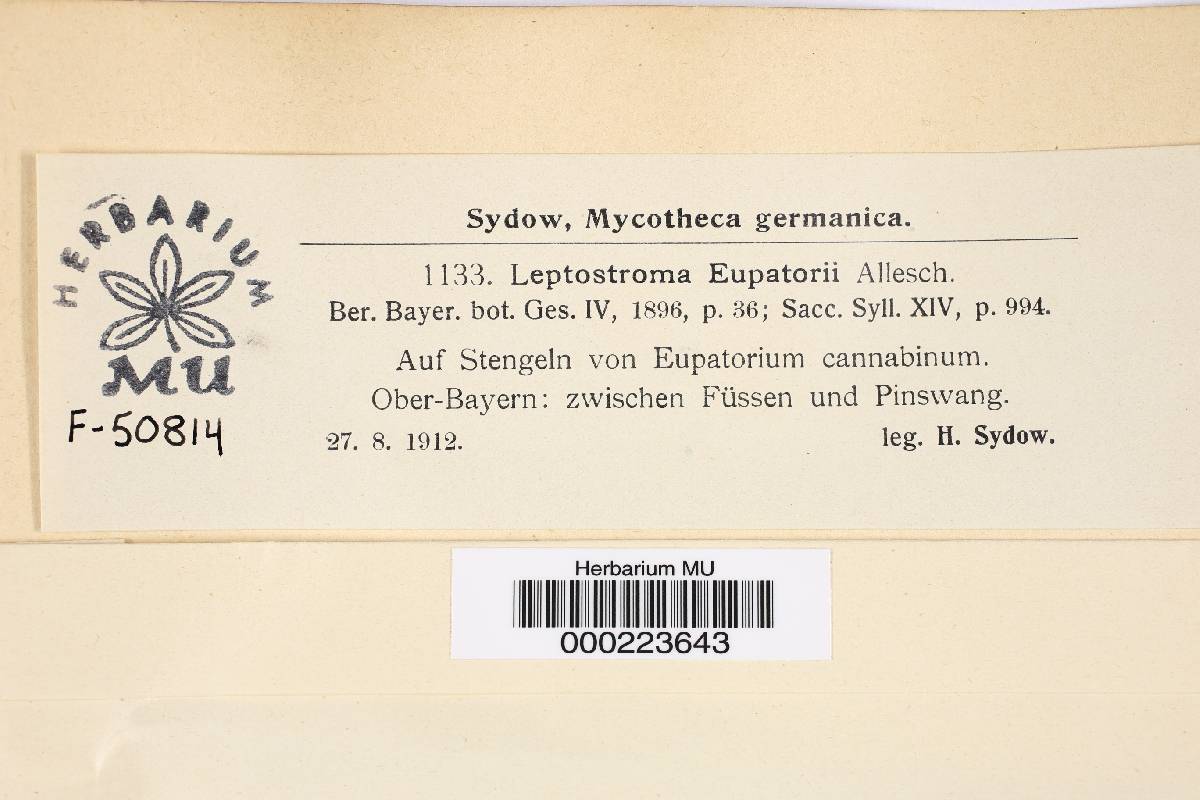 HERBARIUM
MU
F-50814
Sydow, Mycotheca germanica.
1133. Leptostroma Eupatorii Allesch.
Ber. Bayer. bot. Ges. IV, 1896, p. 36; Sacc. Syll. XIV, p. 994.
Auf Stengeln von Eupatorium cannabinum.
Ober-Bayern: zwischen Füssen und Pinswang.
27. 8. 1912. leg. H. Sydow.
Herbarium MU
000223643